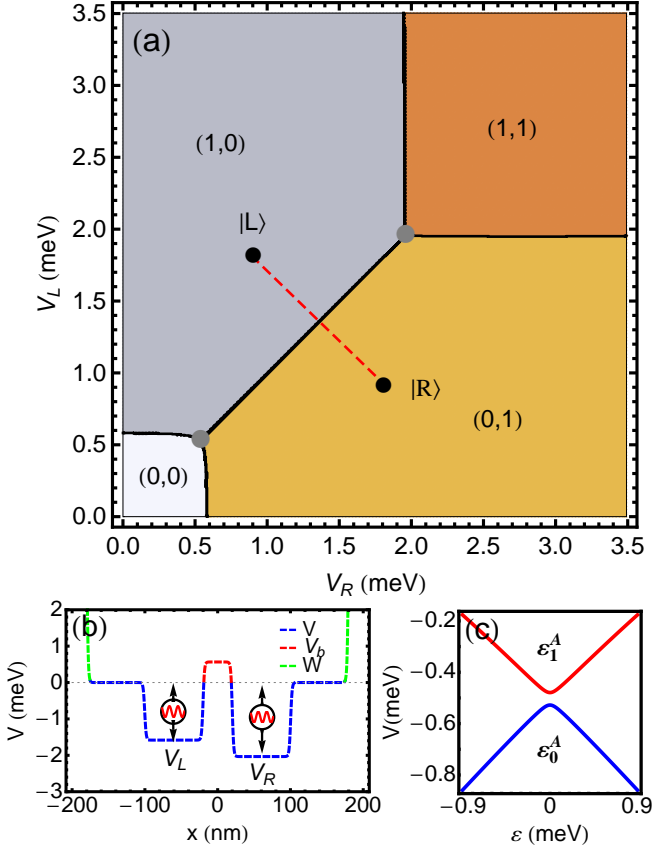 (a)
3.5
3.0
2.5
2.0
1.5
1.0
0.5
0.0
V_L (meV)
(1,0)
(1,1)
|L⟩
|R⟩
(0,1)
(0,0)
0.0 0.5 1.0 1.5 2.0 2.5 3.0 3.5
V_R (meV)
(b)
2
1
0
−1
−2
−3
V (meV)
V
V_b
W
V_L
V_R
−200 −100 0 100 200
x (nm)
(c)
−0.2
−0.4
−0.6
−0.8
V(meV)
ε_1^A
ε_0^A
−0.9 0 0.9
ε (meV)